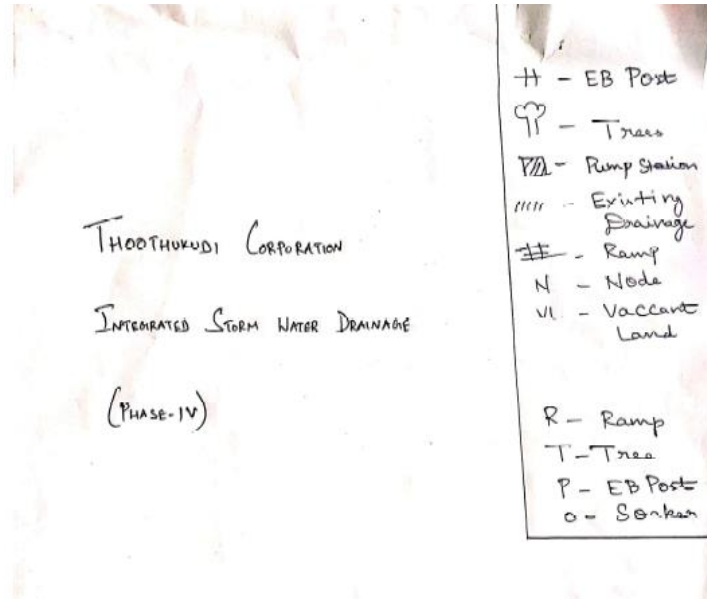 THOOTHUKUDI CORPORATION
INTEGRATED STORM WATER DRAINAGE
(PHASE-IV)
- EB Post
- Trees
- Pump Station
- Existing
Drainage
- Ramp
N - Node
VL - Vaccant
Land
R - Ramp
T - Tree
P - EB Post
o -